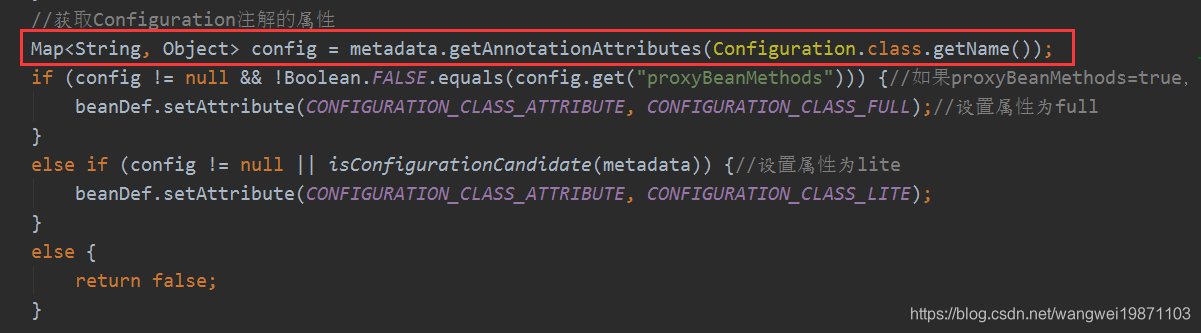 //获取Configuration注解的属性
Map<String, Object> config = metadata.getAnnotationAttributes(Configuration.class.getName());
if (config != null && !Boolean.FALSE.equals(config.get("proxyBeanMethods"))) {//如果proxyBeanMethods=true,
    beanDef.setAttribute(CONFIGURATION_CLASS_ATTRIBUTE, CONFIGURATION_CLASS_FULL);//设置属性为full
}
else if (config != null || isConfigurationCandidate(metadata)) {//设置属性为lite
    beanDef.setAttribute(CONFIGURATION_CLASS_ATTRIBUTE, CONFIGURATION_CLASS_LITE);
}
else {
    return false;
}
https://blog.csdn.net/wangwei19871103